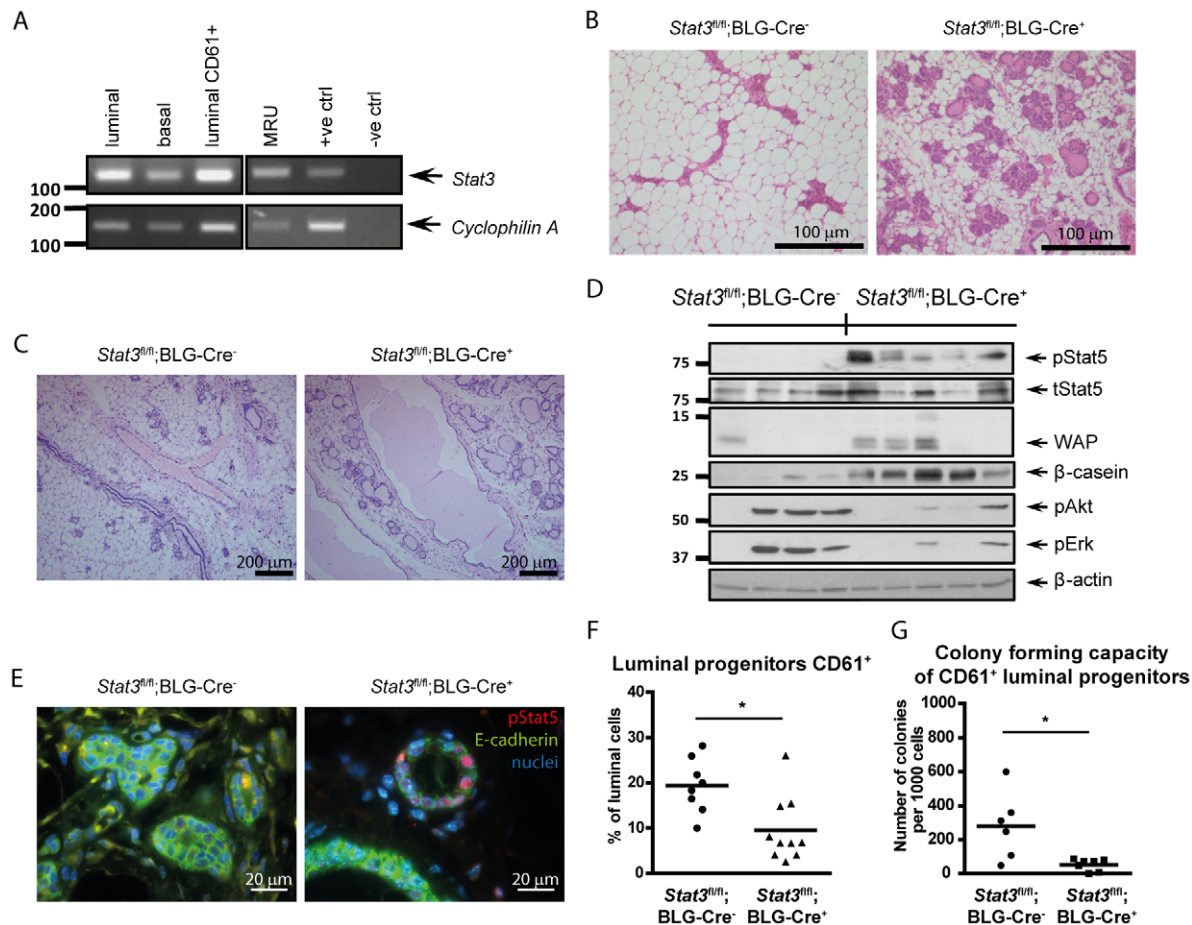 A
luminal
basal
luminal CD61+
MRU
+ve ctrl
-ve ctrl
100
Stat3
200
100
Cyclophilin A
B
Stat3fl/fl;BLG-Cre-
Stat3fl/fl;BLG-Cre+
100 μm
100 μm
C
Stat3fl/fl;BLG-Cre-
Stat3fl/fl;BLG-Cre+
200 μm
200 μm
D
Stat3fl/fl;BLG-Cre-
Stat3fl/fl;BLG-Cre+
75
pStat5
75
tStat5
15
WAP
25
β-casein
50
pAkt
37
pErk
β-actin
E
Stat3fl/fl;BLG-Cre-
Stat3fl/fl;BLG-Cre+
pStat5
E-cadherin
nuclei
20 μm
20 μm
F
Luminal progenitors CD61+
% of luminal cells
40
30
20
10
0
*
Stat3fl/fl;
BLG-Cre-
Stat3fl/fl;
BLG-Cre+
G
Colony forming capacity
of CD61+ luminal progenitors
Number of colonies
per 1000 cells
1000
800
600
400
200
0
*
Stat3fl/fl;
BLG-Cre-
Stat3fl/fl;
BLG-Cre+